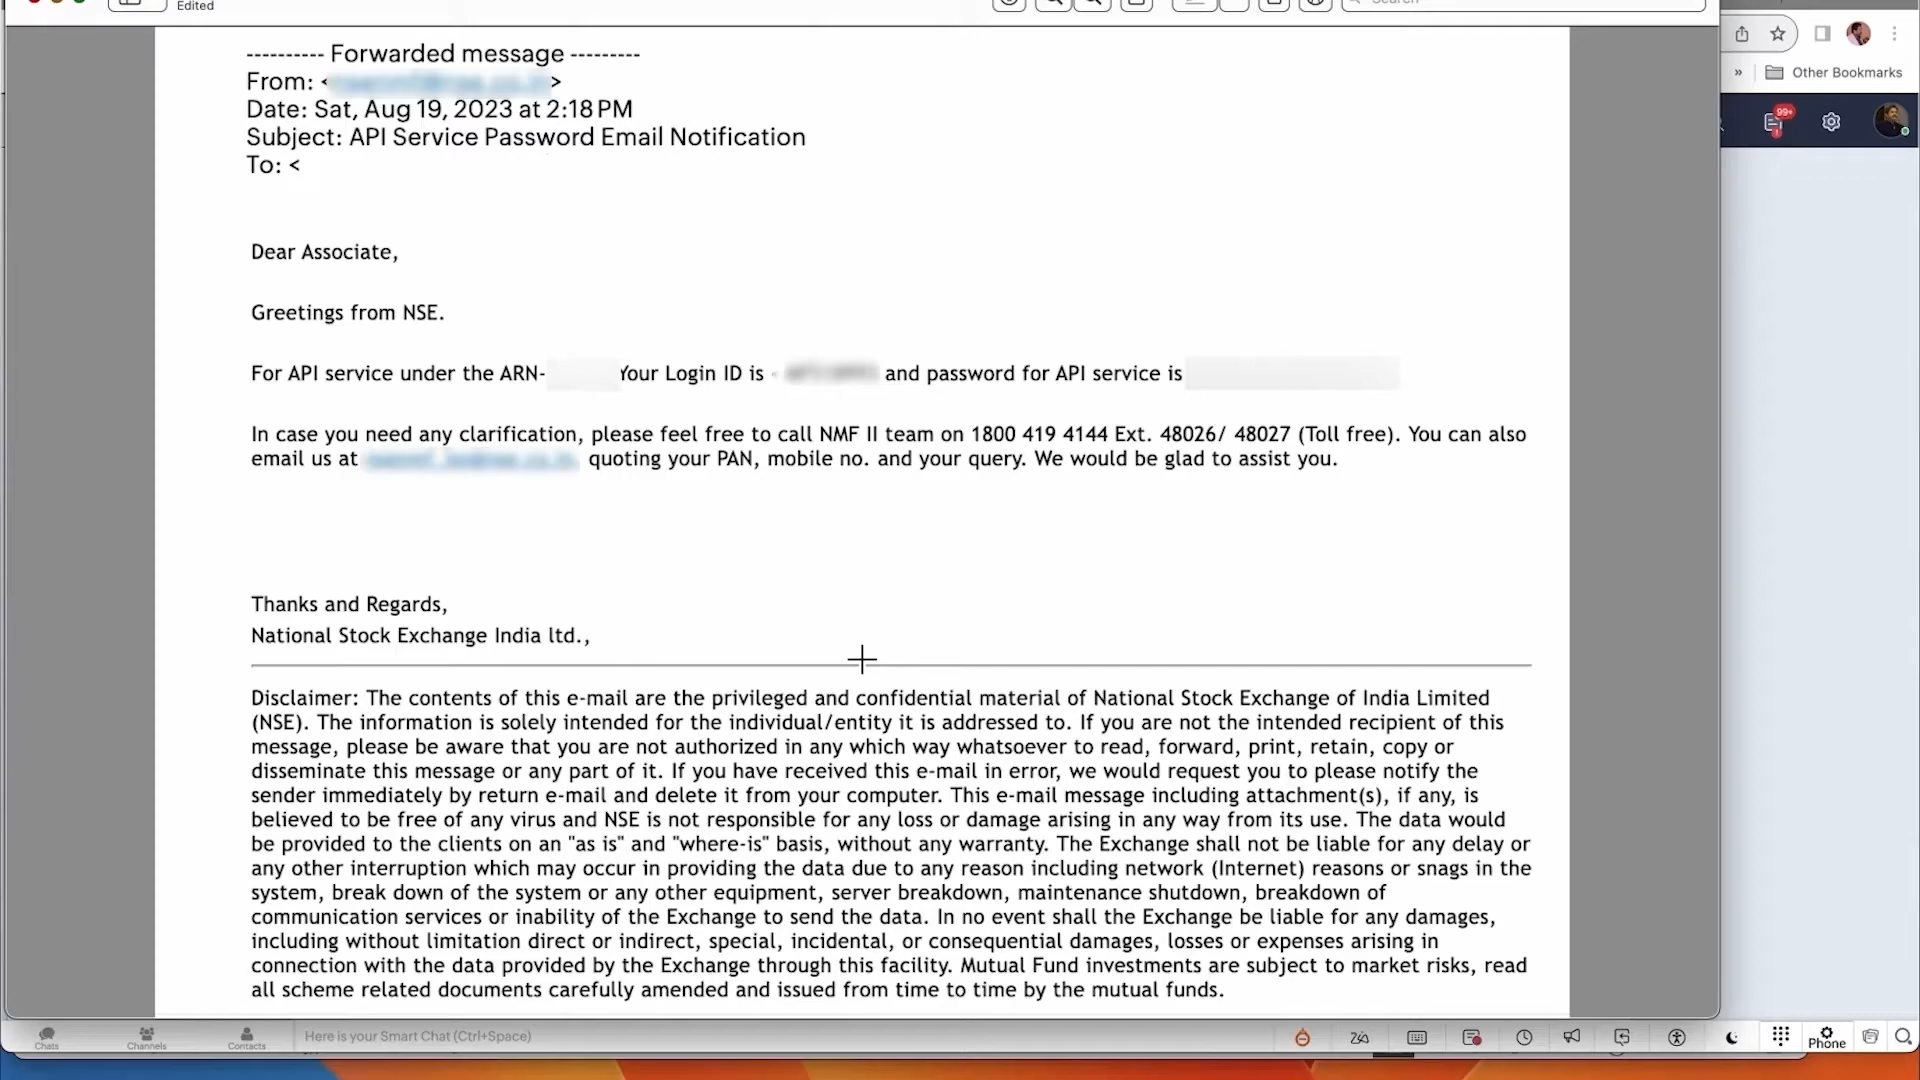 Edited
Search
---------- Forwarded message ---------
From: < >
Date: Sat, Aug 19, 2023 at 2:18 PM
Subject: API Service Password Email Notification
To: <
Other Bookmarks
99+
Dear Associate,
Greetings from NSE.
For API service under the ARN- Your Login ID is - and password for API service is
In case you need any clarification, please feel free to call NMF II team on 1800 419 4144 Ext. 48026/ 48027 (Toll free). You can also
email us at quoting your PAN, mobile no. and your query. We would be glad to assist you.
Thanks and Regards,
National Stock Exchange India ltd.,
Disclaimer: The contents of this e-mail are the privileged and confidential material of National Stock Exchange of India Limited
(NSE). The information is solely intended for the individual/entity it is addressed to. If you are not the intended recipient of this
message, please be aware that you are not authorized in any which way whatsoever to read, forward, print, retain, copy or
disseminate this message or any part of it. If you have received this e-mail in error, we would request you to please notify the
sender immediately by return e-mail and delete it from your computer. This e-mail message including attachment(s), if any, is
believed to be free of any virus and NSE is not responsible for any loss or damage arising in any way from its use. The data would
be provided to the clients on an "as is" and "where-is" basis, without any warranty. The Exchange shall not be liable for any delay or
any other interruption which may occur in providing the data due to any reason including network (Internet) reasons or snags in the
system, break down of the system or any other equipment, server breakdown, maintenance shutdown, breakdown of
communication services or inability of the Exchange to send the data. In no event shall the Exchange be liable for any damages,
including without limitation direct or indirect, special, incidental, or consequential damages, losses or expenses arising in
connection with the data provided by the Exchange through this facility. Mutual Fund investments are subject to market risks, read
all scheme related documents carefully amended and issued from time to time by the mutual funds.
Chats
Channels
Contacts
Here is your Smart Chat (Ctrl+Space)
Phone